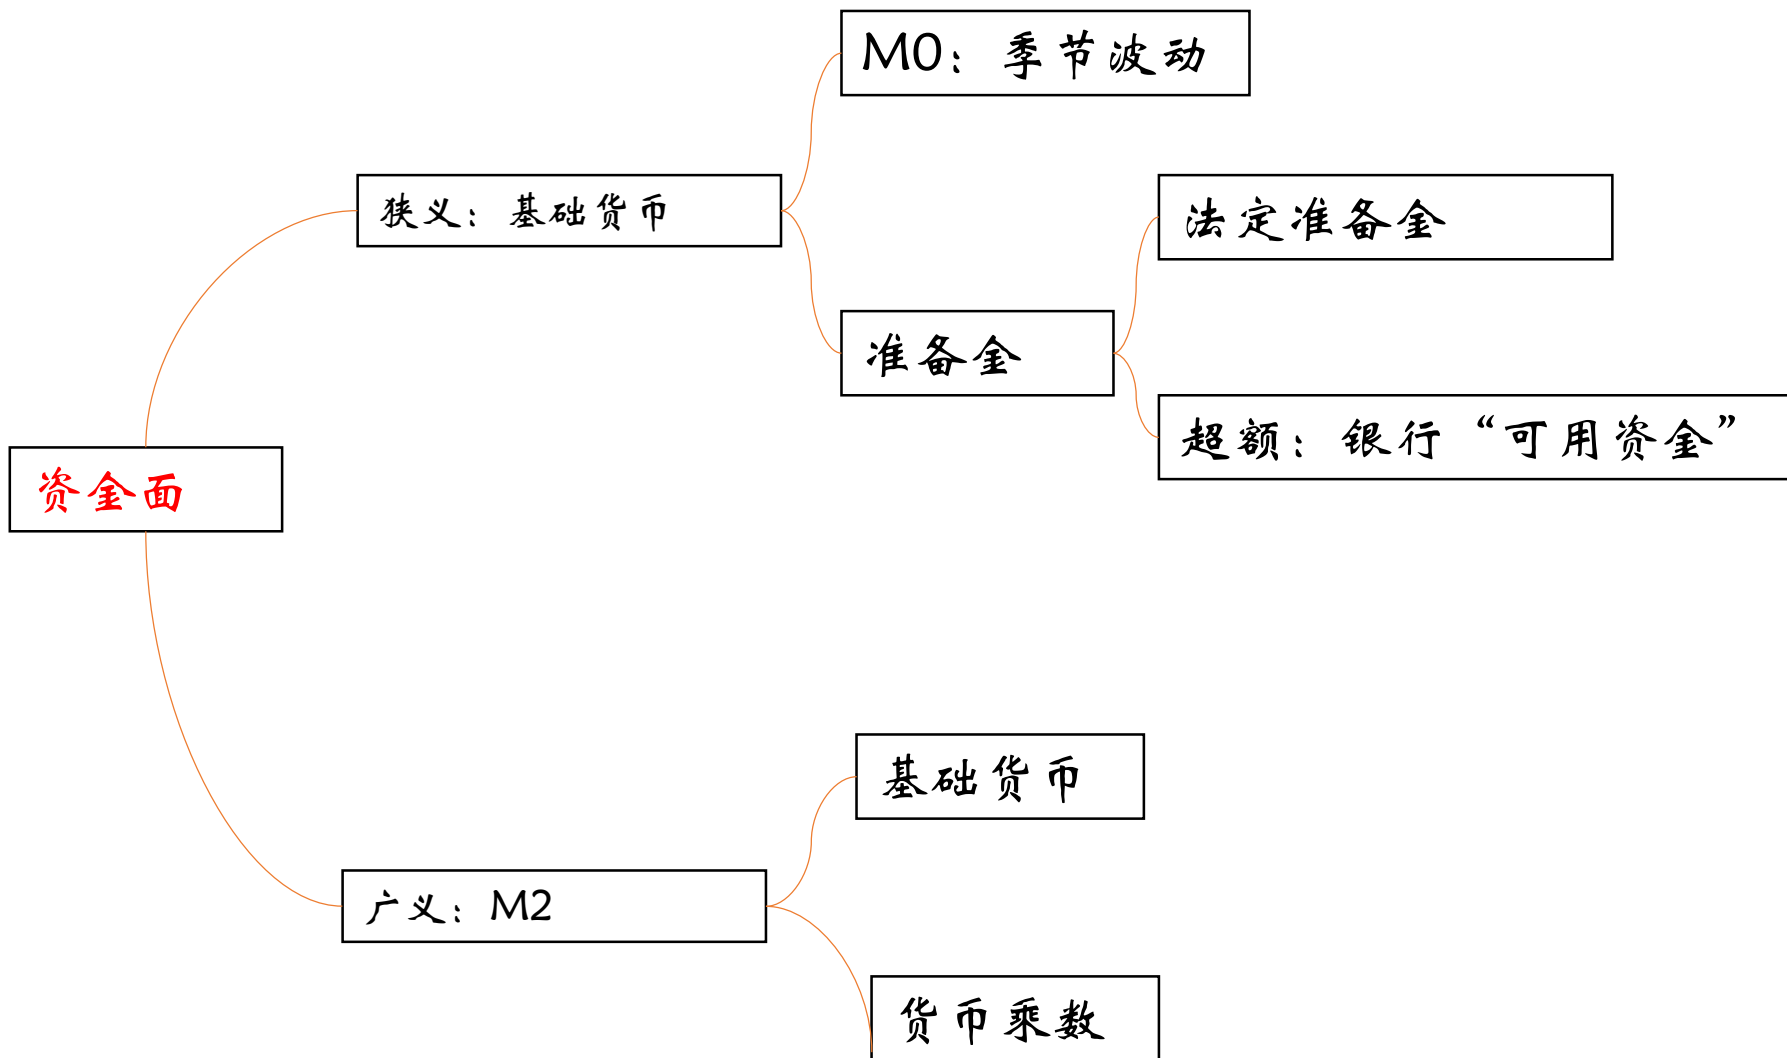 M0：季节波动
狭义：基础货币
法定准备金
准备金
超额：银行“可用资金”
资金面
基础货币
广义：M2
货币乘数